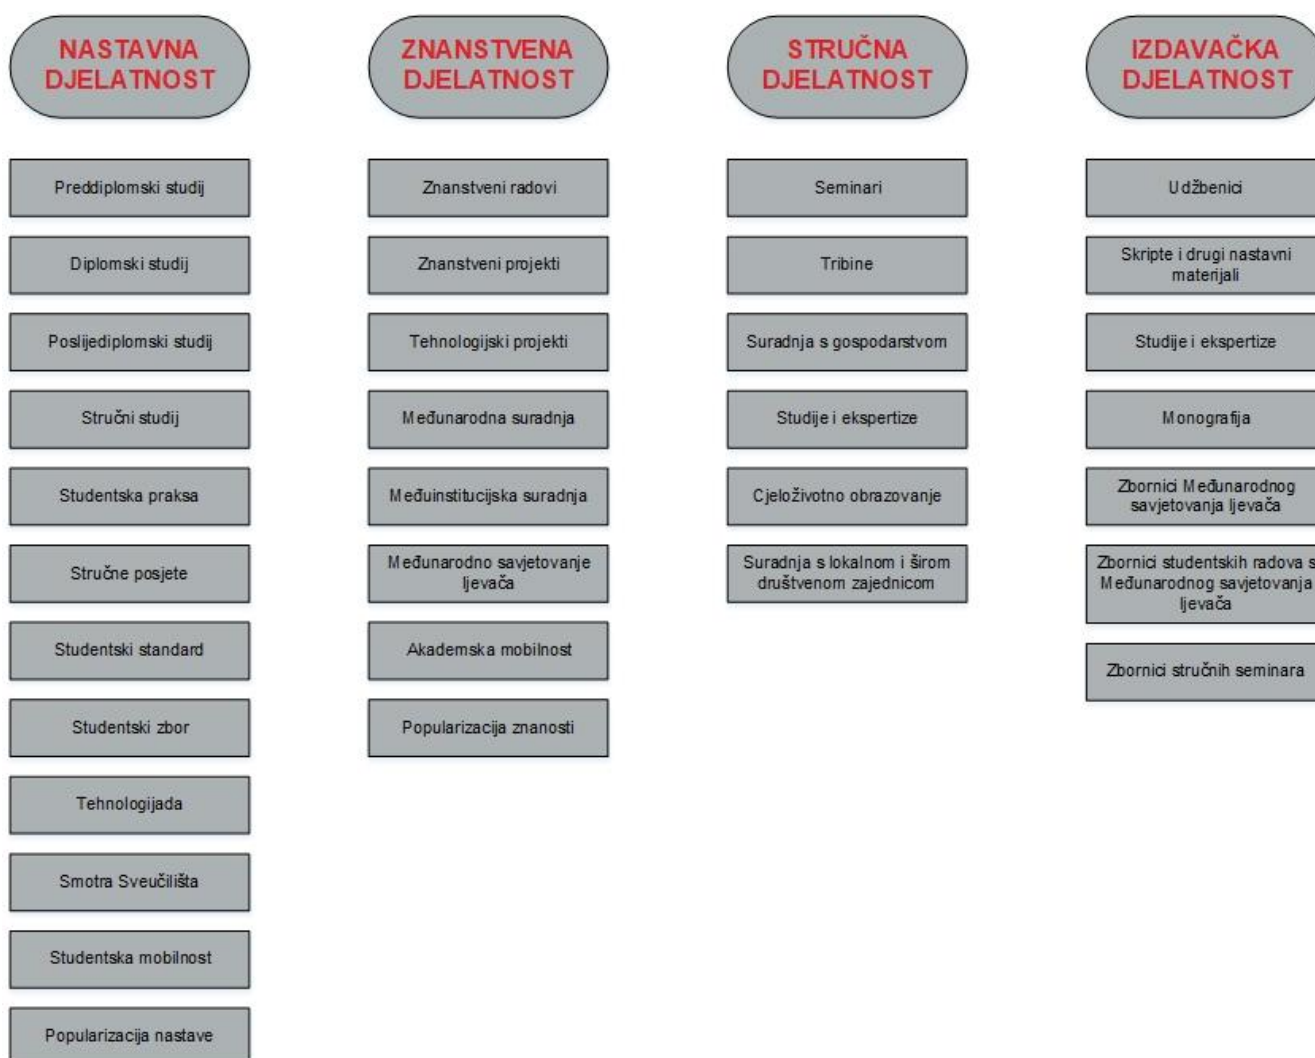 NASTAVNA
DJELATNOST
Preddiplomski studij
Diplomski studij
Poslijediplomski studij
Stručni studij
Studentska praksa
Stručne posjete
Studentski standard
Studentski zbor
Tehnologijada
Smotra Sveučilišta
Studentska mobilnost
Popularizacija nastave
ZNANSTVENA
DJELATNOST
Znanstveni radovi
Znanstveni projekti
Tehnologijski projekti
Međunarodna suradnja
Međuinstitucijska suradnja
Međunarodno savjetovanje
ljevača
Akademska mobilnost
Popularizacija znanosti
STRUČNA
DJELATNOST
Seminari
Tribine
Suradnja s gospodarstvom
Studije i ekspertize
Cjeloživotno obrazovanje
Suradnja s lokalnom i širom
društvenom zajednicom
IZDAVAČKA
DJELATNOST
Udžbenici
Skripte i drugi nastavni
materijali
Studije i ekspertize
Monografija
Zbornici Međunarodnog
savjetovanja ljevača
Zbornici studentskih radova s
Međunarodnog savjetovanja
ljevača
Zbornici stručnih seminara